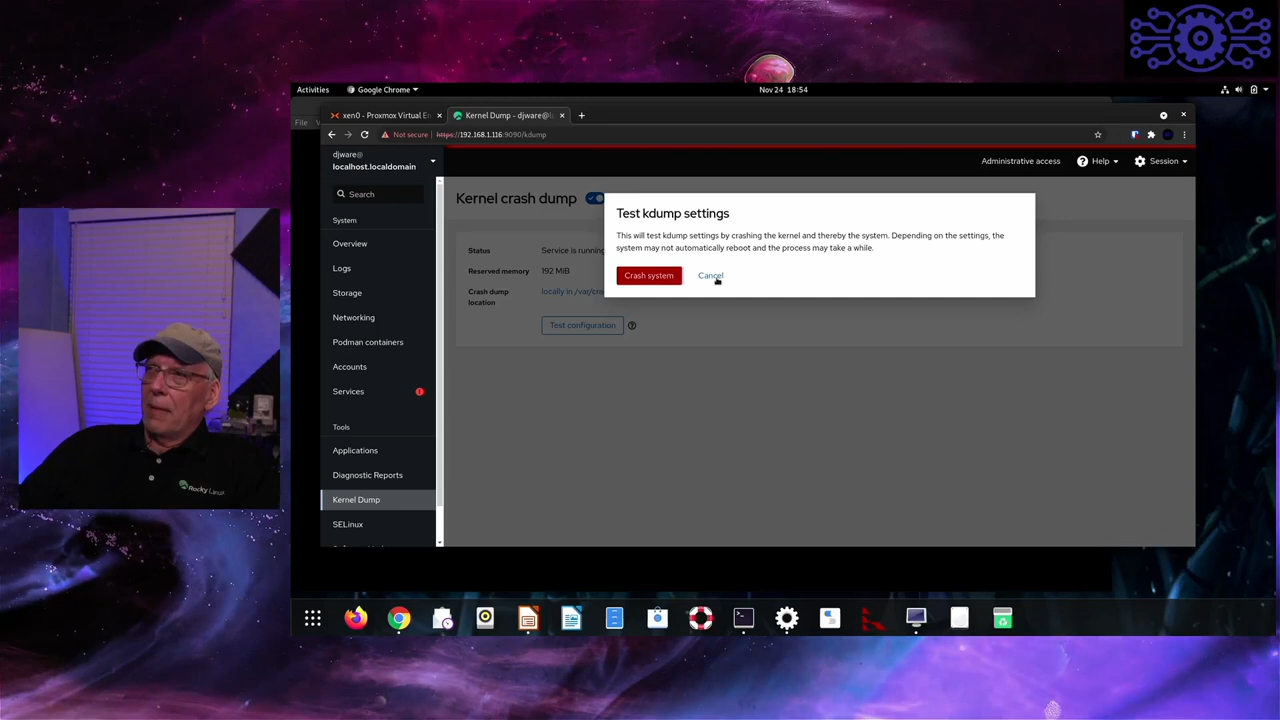 Activities
Google Chrome
Nov 24 18:54
File
xen0 - Proxmox Virtual En
Kernel Dump - djware@l
Not secure
https://192.168.1.116:9090/kdump
djware@
localhost.localdomain
Administrative access
Help
Session
Search
System
Overview
Logs
Storage
Networking
Podman containers
Accounts
Services
Tools
Applications
Diagnostic Reports
Kernel Dump
SELinux
Kernel crash dump
Status
Service is running
Reserved memory
192 MiB
Crash dump
location
locally in /var/cra
Test configuration
Test kdump settings
This will test kdump settings by crashing the kernel and thereby the system. Depending on the settings, the
system may not automatically reboot and the process may take a while.
Crash system
Cancel
Rocky Linux